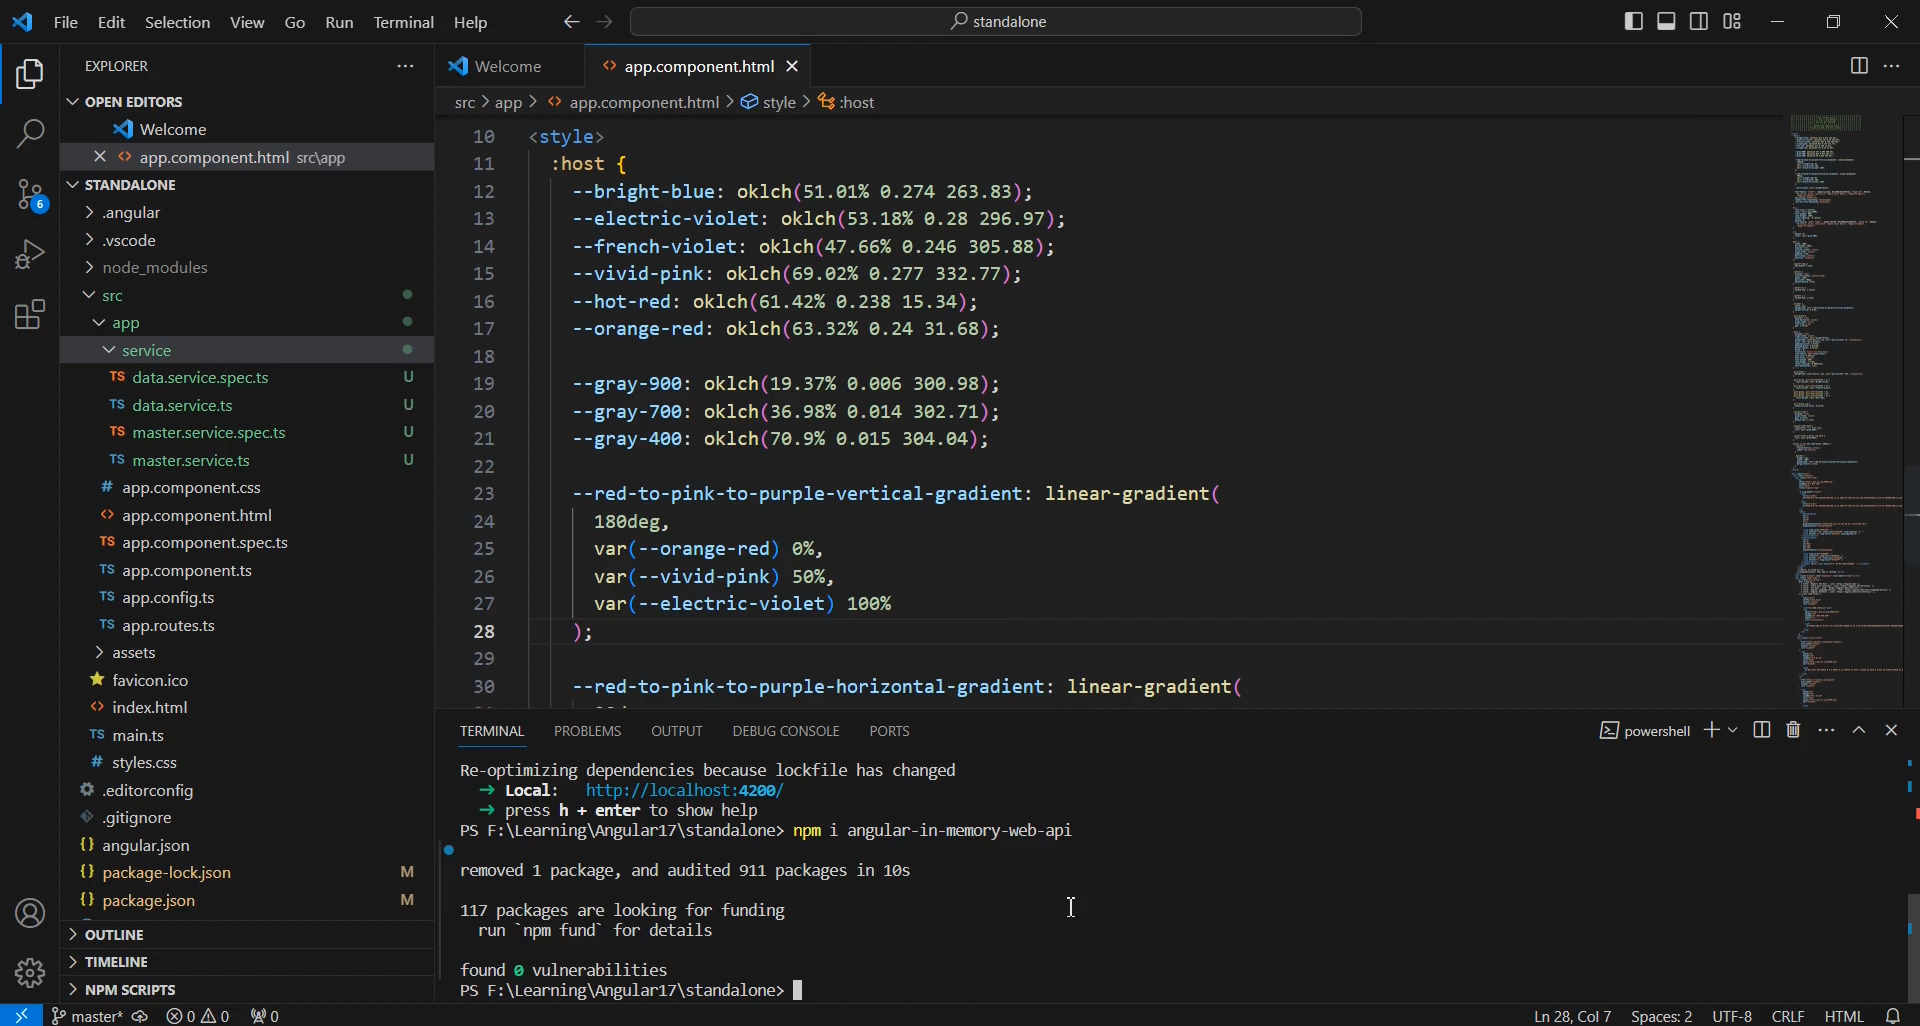 File Edit Selection View Go Run Terminal Help
standalone
EXPLORER
OPEN EDITORS
Welcome
app.component.html src\app
STANDALONE
.angular
.vscode
node_modules
src
app
service
TS data.service.spec.ts U
TS data.service.ts U
TS master.service.spec.ts U
TS master.service.ts U
# app.component.css
<> app.component.html
TS app.component.spec.ts
TS app.component.ts
TS app.config.ts
TS app.routes.ts
assets
favicon.ico
<> index.html
TS main.ts
# styles.css
.editorconfig
.gitignore
{} angular.json
{} package-lock.json M
{} package.json M
OUTLINE
TIMELINE
NPM SCRIPTS
6
Welcome
<> app.component.html
src > app > <> app.component.html > style > :host
10 <style>
11 :host {
12 --bright-blue: oklch(51.01% 0.274 263.83);
13 --electric-violet: oklch(53.18% 0.28 296.97);
14 --french-violet: oklch(47.66% 0.246 305.88);
15 --vivid-pink: oklch(69.02% 0.277 332.77);
16 --hot-red: oklch(61.42% 0.238 15.34);
17 --orange-red: oklch(63.32% 0.24 31.68);
18
19 --gray-900: oklch(19.37% 0.006 300.98);
20 --gray-700: oklch(36.98% 0.014 302.71);
21 --gray-400: oklch(70.9% 0.015 304.04);
22
23 --red-to-pink-to-purple-vertical-gradient: linear-gradient(
24 180deg,
25 var(--orange-red) 0%,
26 var(--vivid-pink) 50%,
27 var(--electric-violet) 100%
28 );
29
30 --red-to-pink-to-purple-horizontal-gradient: linear-gradient(
TERMINAL PROBLEMS OUTPUT DEBUG CONSOLE PORTS
powershell
Re-optimizing dependencies because lockfile has changed
→ Local: http://localhost:4200/
→ press h + enter to show help
PS F:\Learning\Angular17\standalone> npm i angular-in-memory-web-api
removed 1 package, and audited 911 packages in 10s
117 packages are looking for funding
run `npm fund` for details
found 0 vulnerabilities
PS F:\Learning\Angular17\standalone>
master* 0 0 0 Ln 28, Col 7 Spaces: 2 UTF-8 CRLF HTML